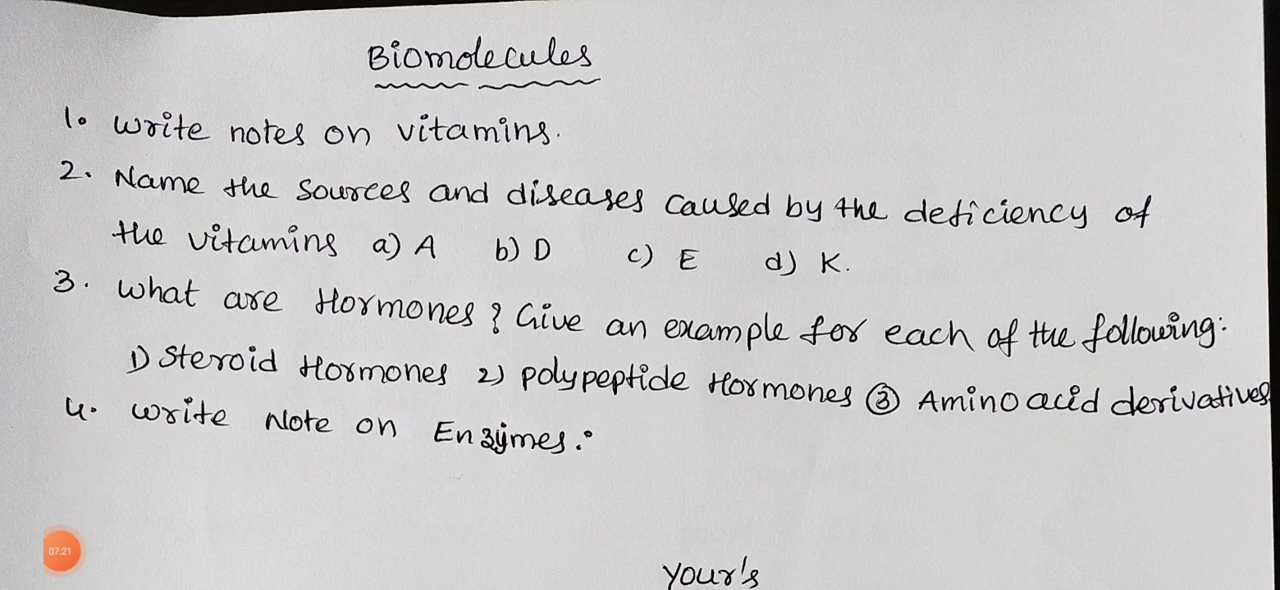 Biomolecules
1. Write notes on vitamins.
2. Name the sources and diseases caused by the deficiency of
the vitamins a) A b) D c) E d) K.
3. What are Hormones? Give an example for each of the following:
1) Steroid Hormones 2) polypeptide Hormones ③ Amino acid derivatives
4. Write Note on Enzymes.
07:21
your's